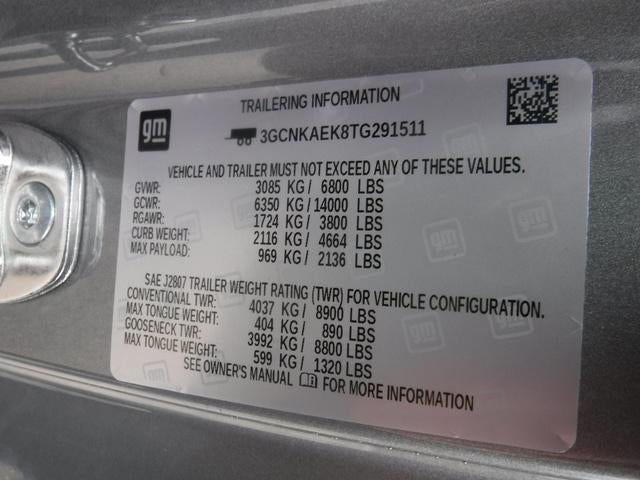 gm
TRAILERING INFORMATION
3GCNKAEK8TG291511
VEHICLE AND TRAILER MUST NOT EXCEED ANY OF THESE VALUES.
GVWR: 3085 KG / 6800 LBS
GCWR: 6350 KG / 14000 LBS
RGAWR: 1724 KG / 3800 LBS
CURB WEIGHT: 2116 KG / 4664 LBS
MAX PAYLOAD: 969 KG / 2136 LBS
SAE J2807 TRAILER WEIGHT RATING (TWR) FOR VEHICLE CONFIGURATION.
CONVENTIONAL TWR: 4037 KG / 8900 LBS
MAX TONGUE WEIGHT: 404 KG / 890 LBS
GOOSENECK TWR: 3992 KG / 8800 LBS
MAX TONGUE WEIGHT: 599 KG / 1320 LBS
SEE OWNER'S MANUAL FOR MORE INFORMATION